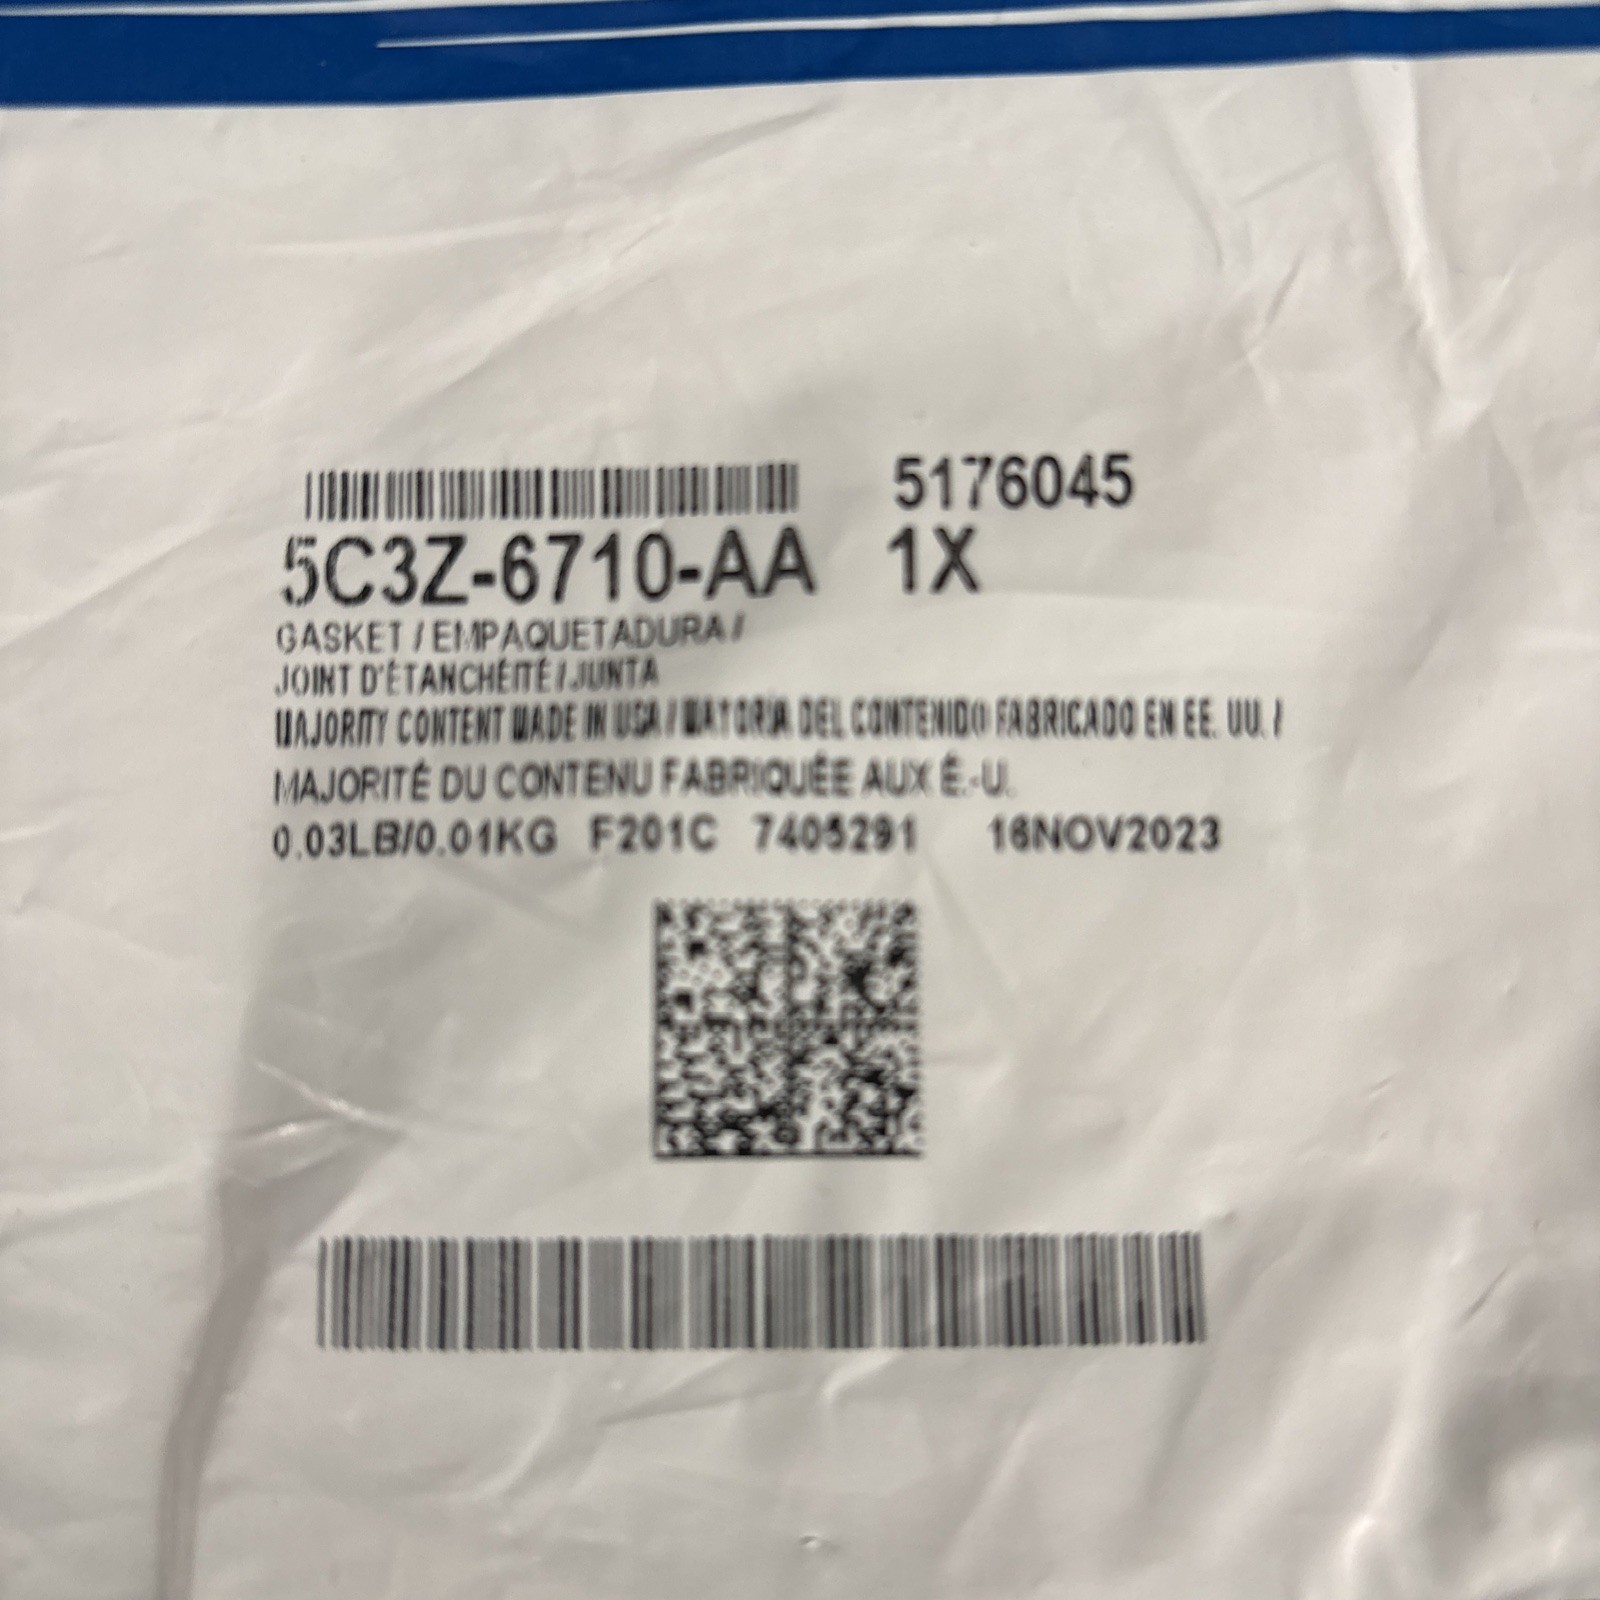 5176045
5C3Z-6710-AA 1X
GASKET / EMPAQUETADURA /
JOINT D'ÉTANCHÉITÉ / JUNTA
MAJORITY CONTENT MADE IN USA / MAYORIA DEL CONTENIDO FABRICADO EN EE. UU. /
MAJORITÉ DU CONTENU FABRIQUÉE AUX É.-U.
0.03LB/0.01KG F201C 7405291 16NOV2023